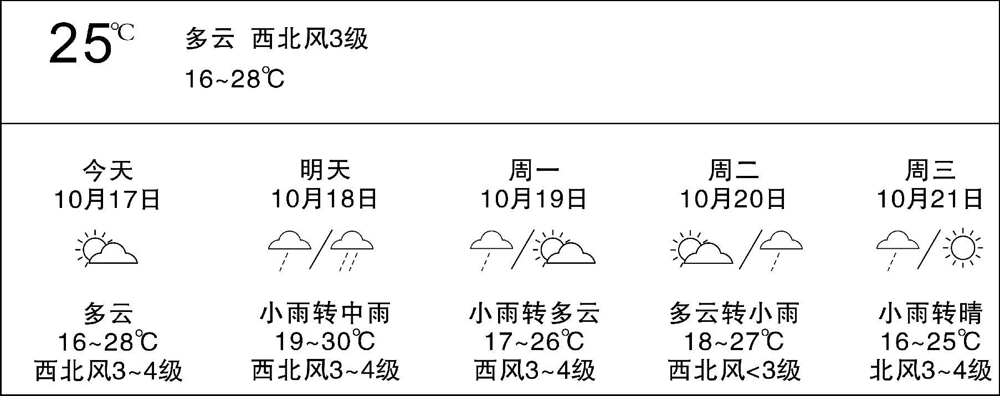 25℃
多云 西北风3级
16~28℃
今天
10月17日
多云
16~28℃
西北风3~4级
明天
10月18日
小雨转中雨
19~30℃
西北风3~4级
周一
10月19日
小雨转多云
17~26℃
西风3~4级
周二
10月20日
多云转小雨
18~27℃
西北风<3级
周三
10月21日
小雨转晴
16~25℃
北风3~4级